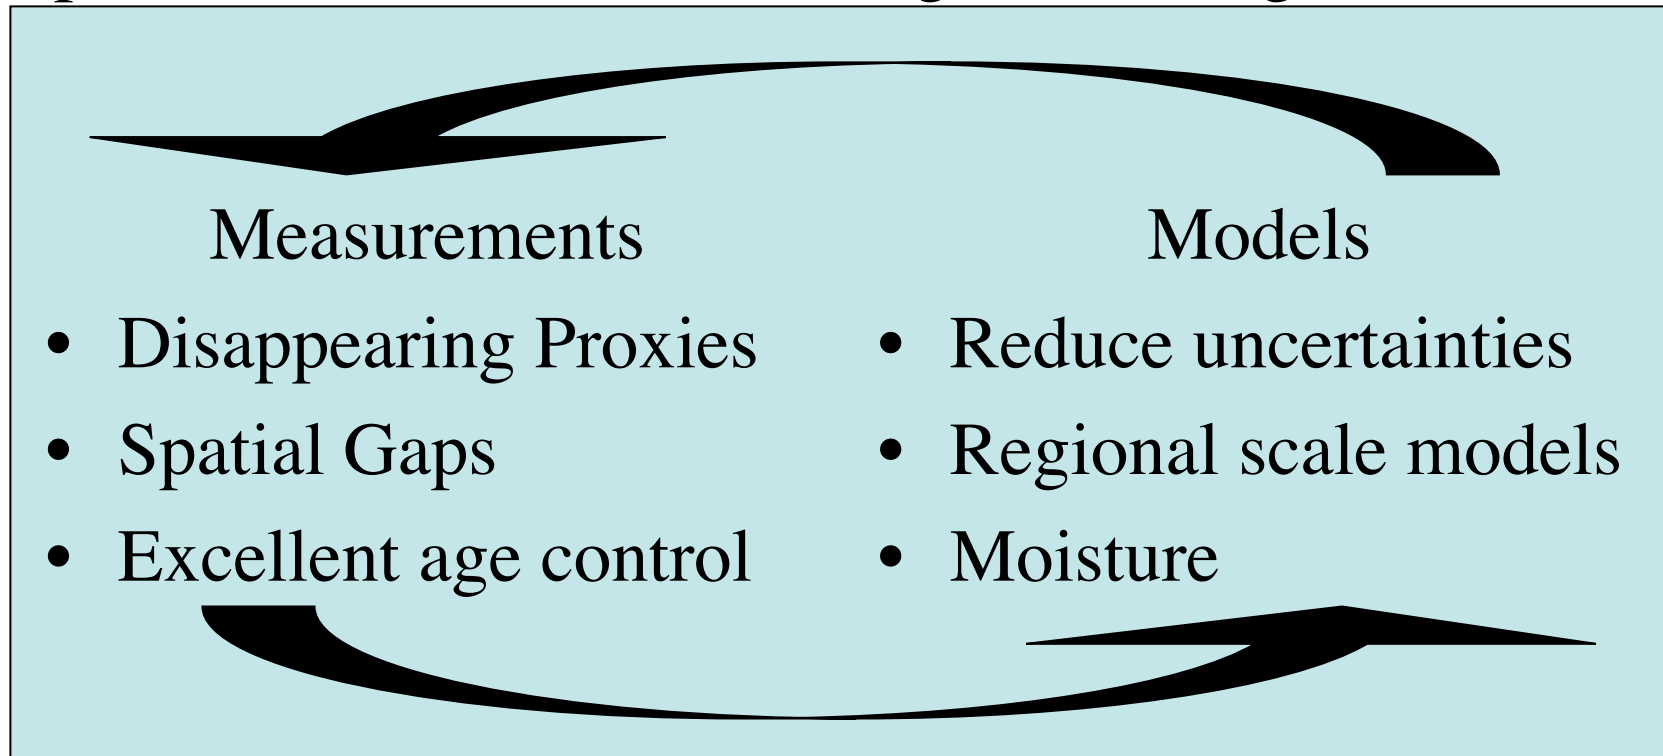 Measurements
• Disappearing Proxies
• Spatial Gaps
• Excellent age control
Models
• Reduce uncertainties
• Regional scale models
• Moisture